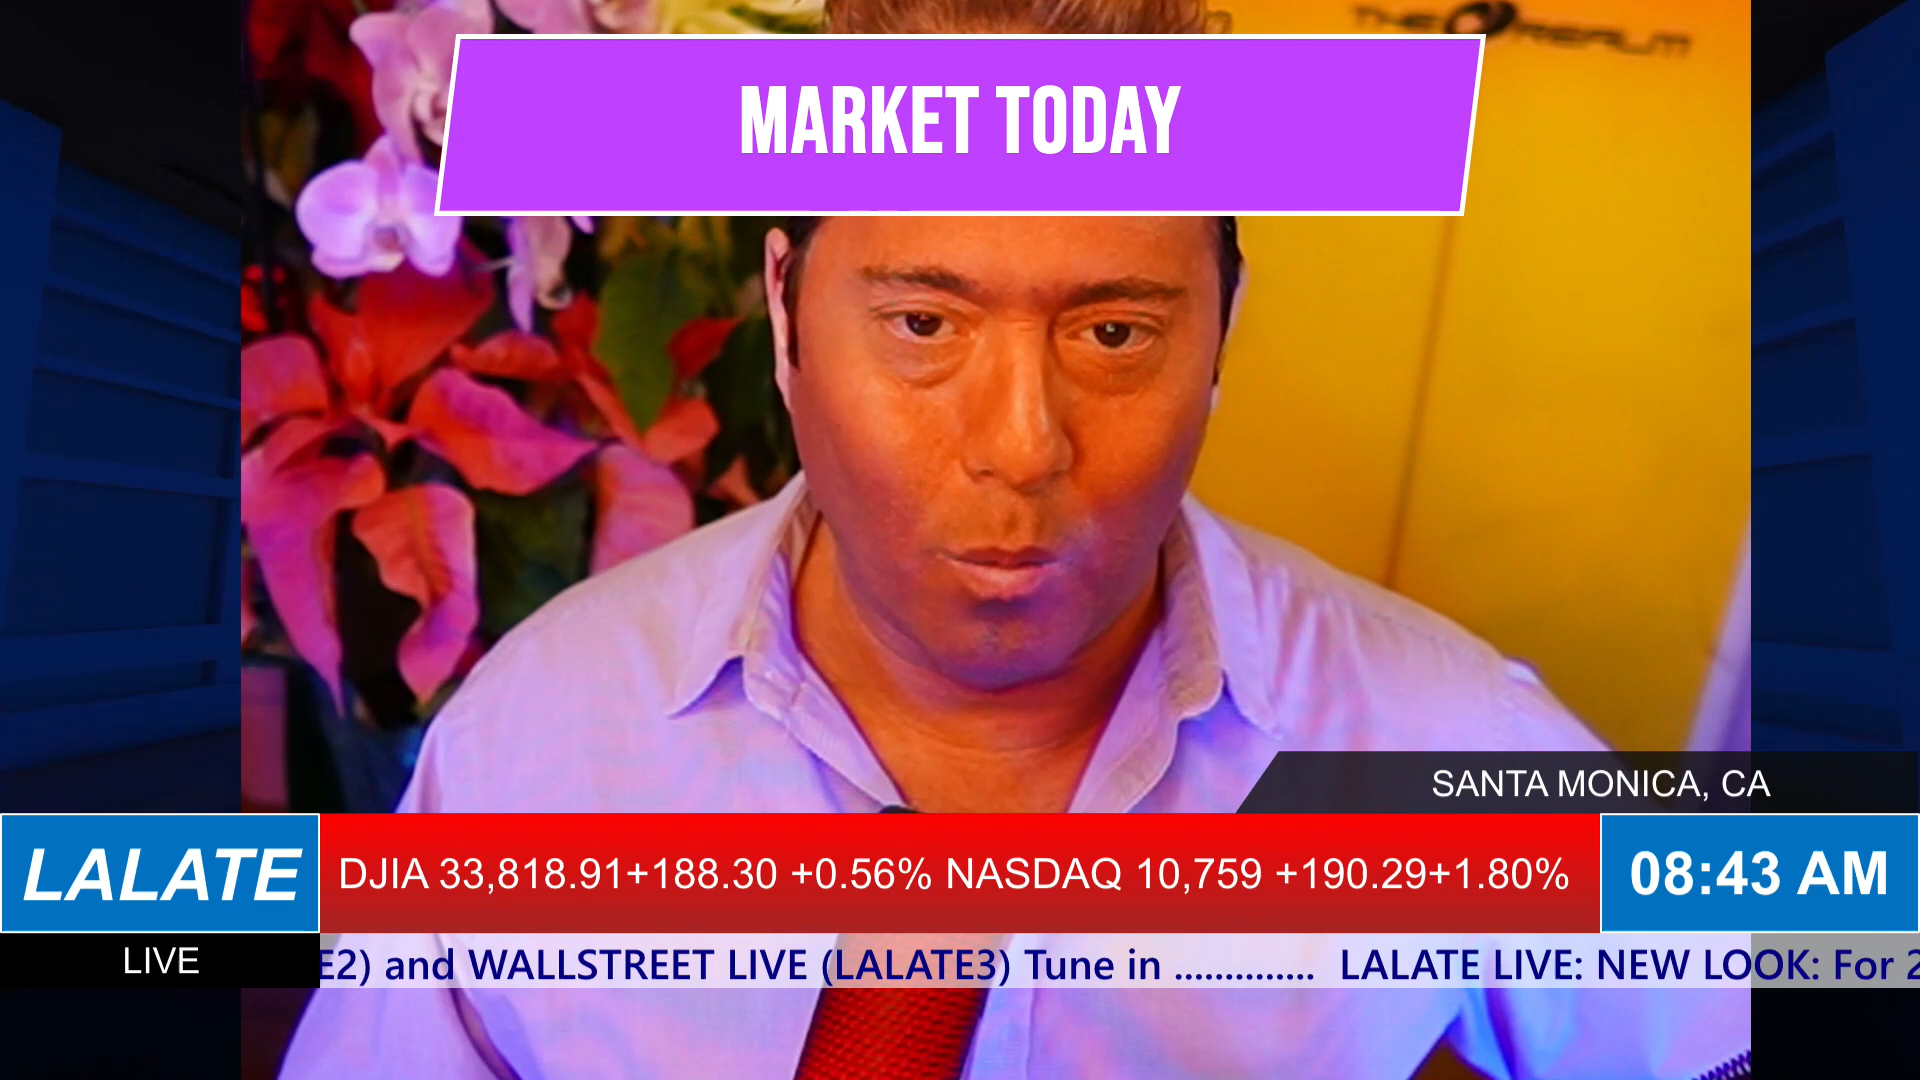 THE REALM
MARKET TODAY
SANTA MONICA, CA
LALATE
DJIA 33,818.91+188.30 +0.56% NASDAQ 10,759 +190.29+1.80%
08:43 AM
LIVE
E2) and WALLSTREET LIVE (LALATE3) Tune in .............. LALATE LIVE: NEW LOOK: For 2